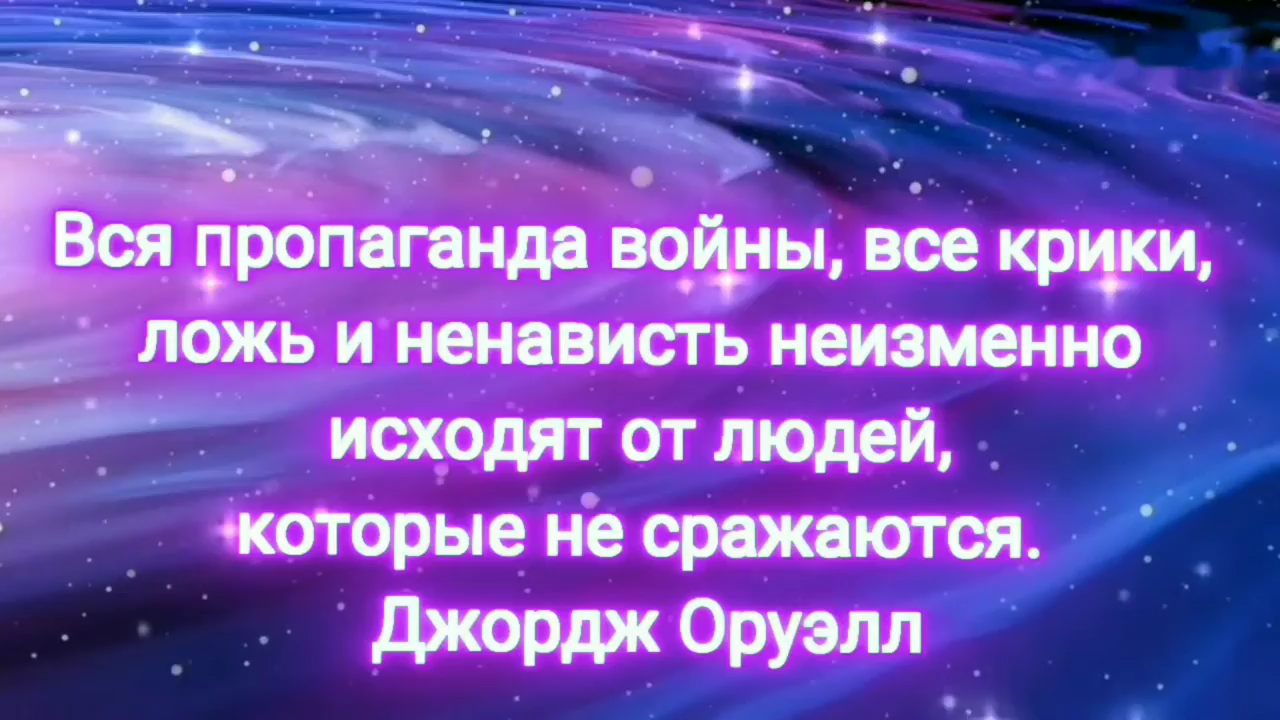 Вся пропаганда войны, все крики,
ложь и ненависть неизменно
исходят от людей,
которые не сражаются.
Джордж Оруэлл